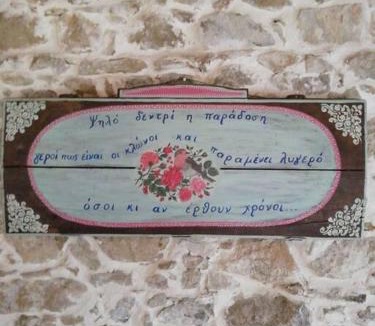 Ψηλό δεντρί η παράδοση
γεροί πως είναι οι κλώνοι και παραμένει λυγερό
όσοι κι αν έρθουν χρόνοι...